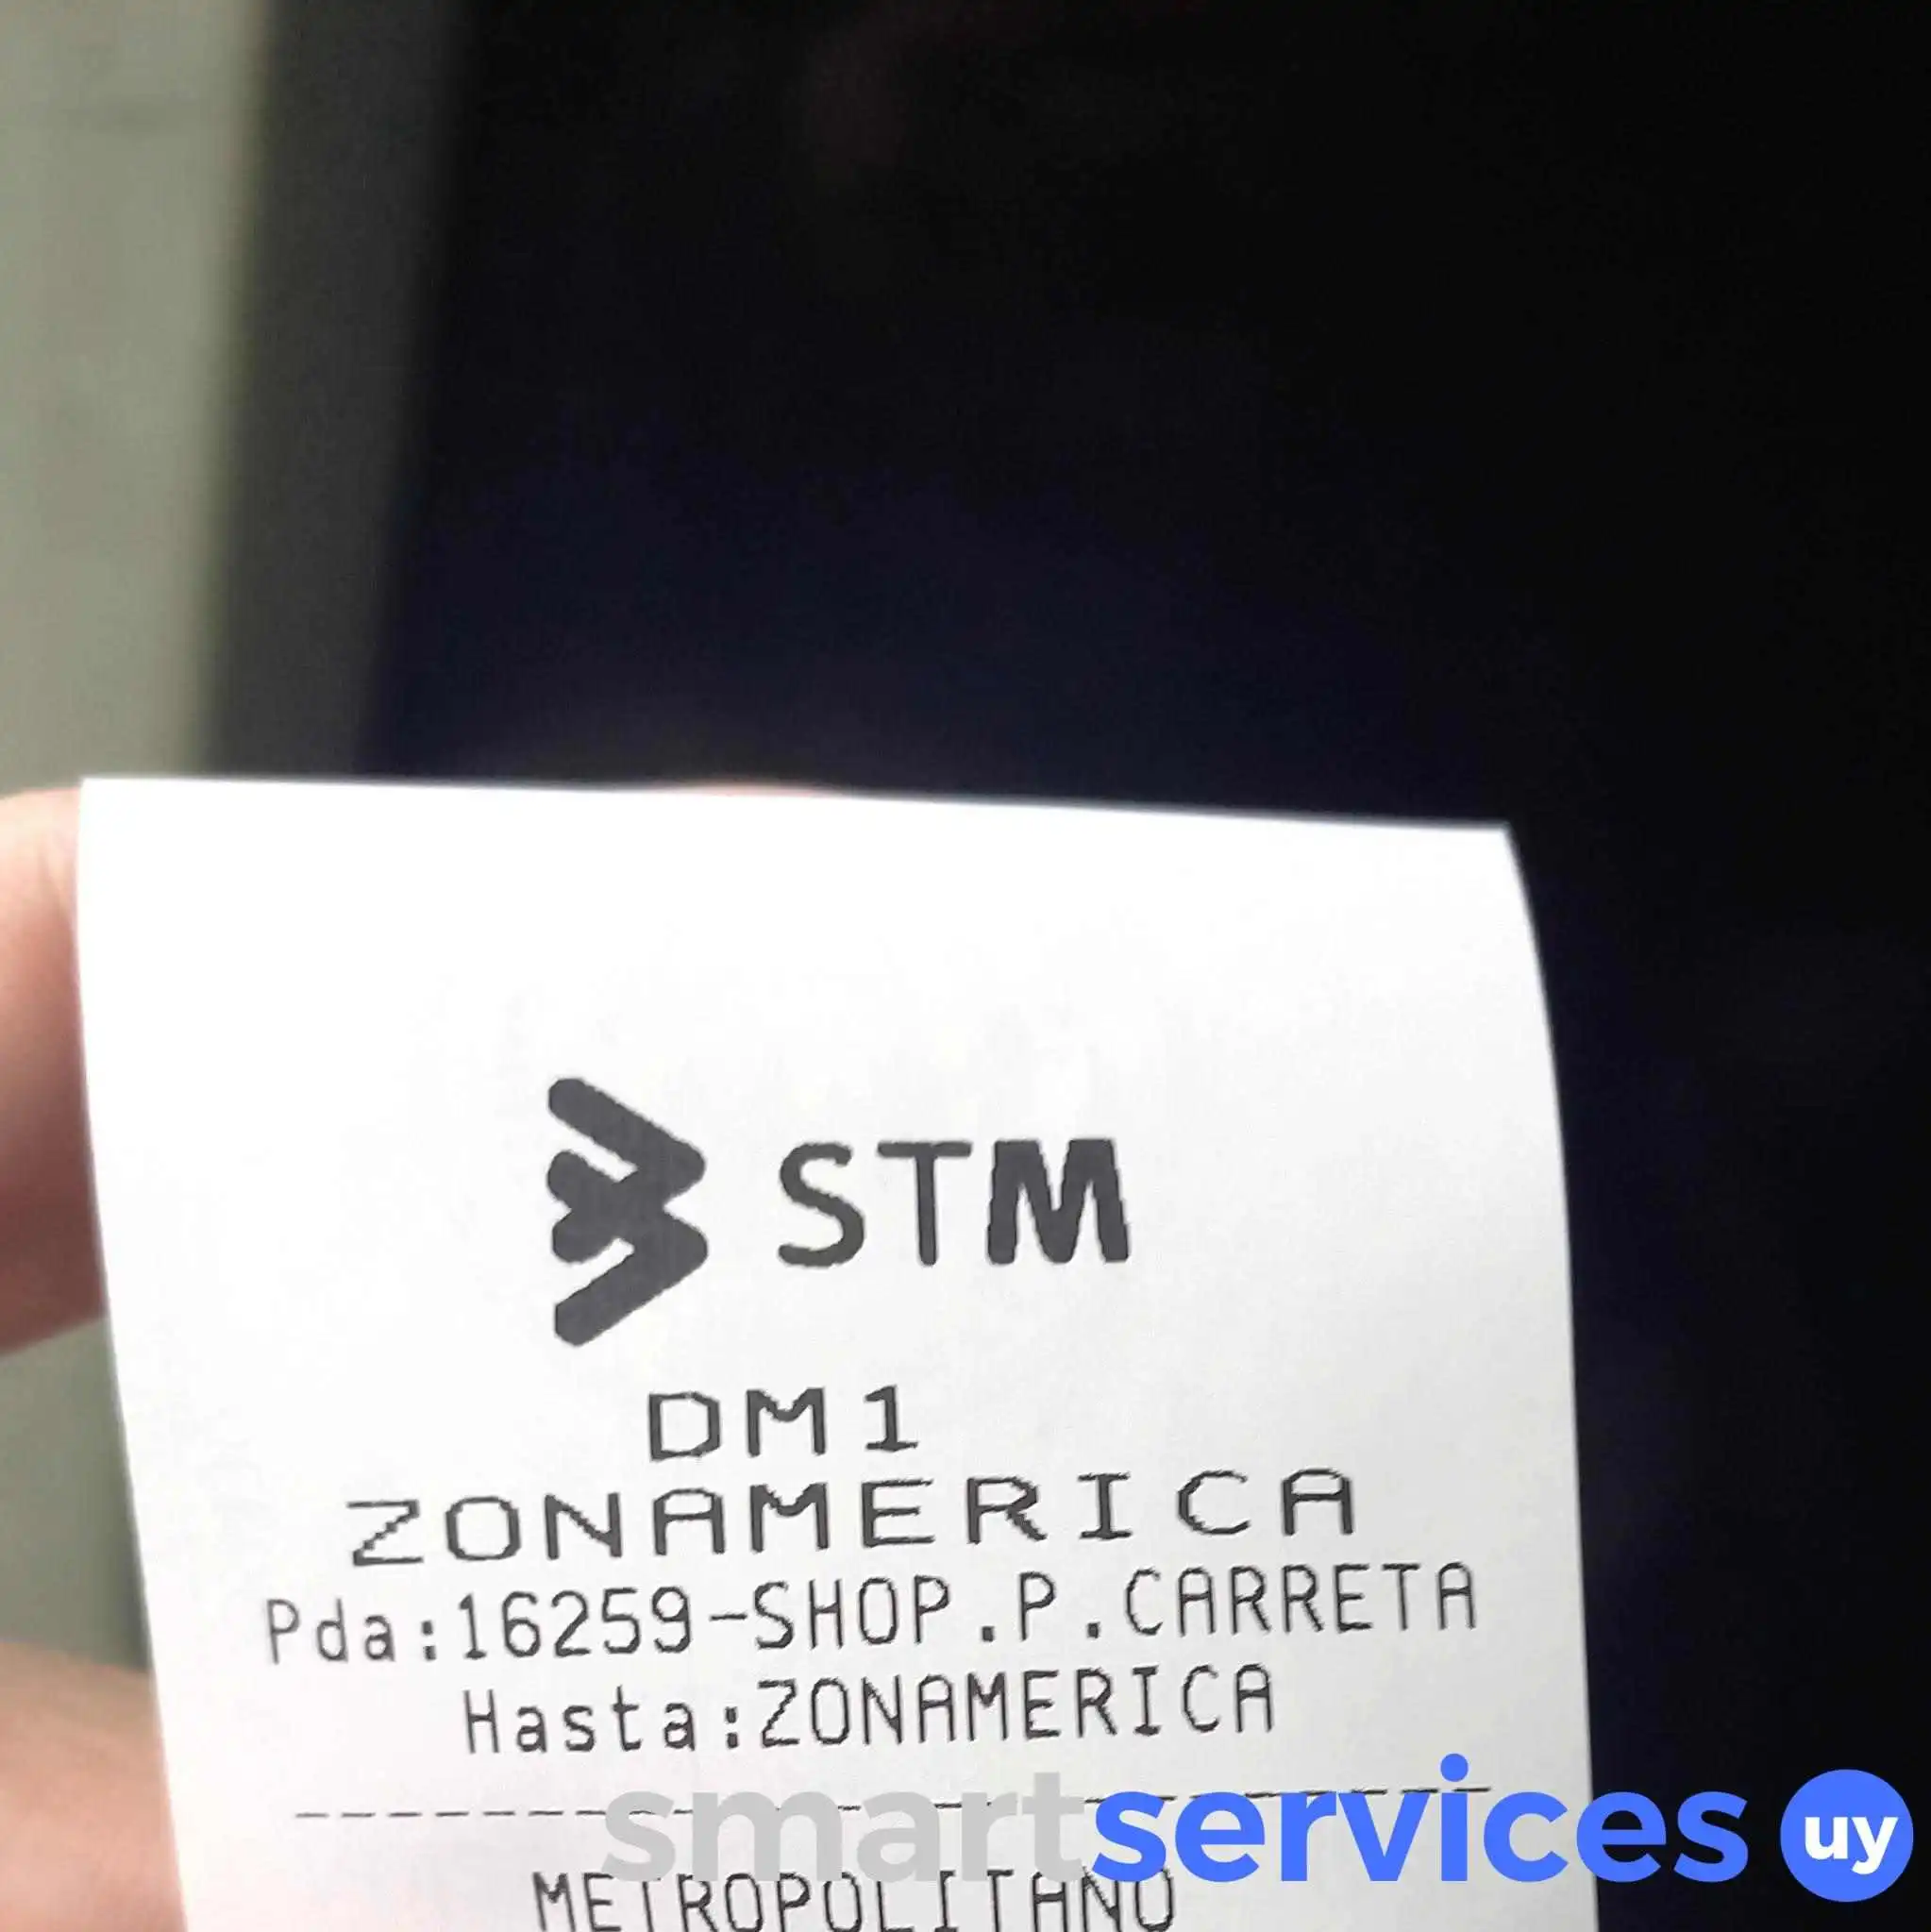 STM
DM1
ZONAMERICA
Pda:16259-SHOP.P.CARRETA
Hasta:ZONAMERICA
METROPOLITANO
smartservices uy